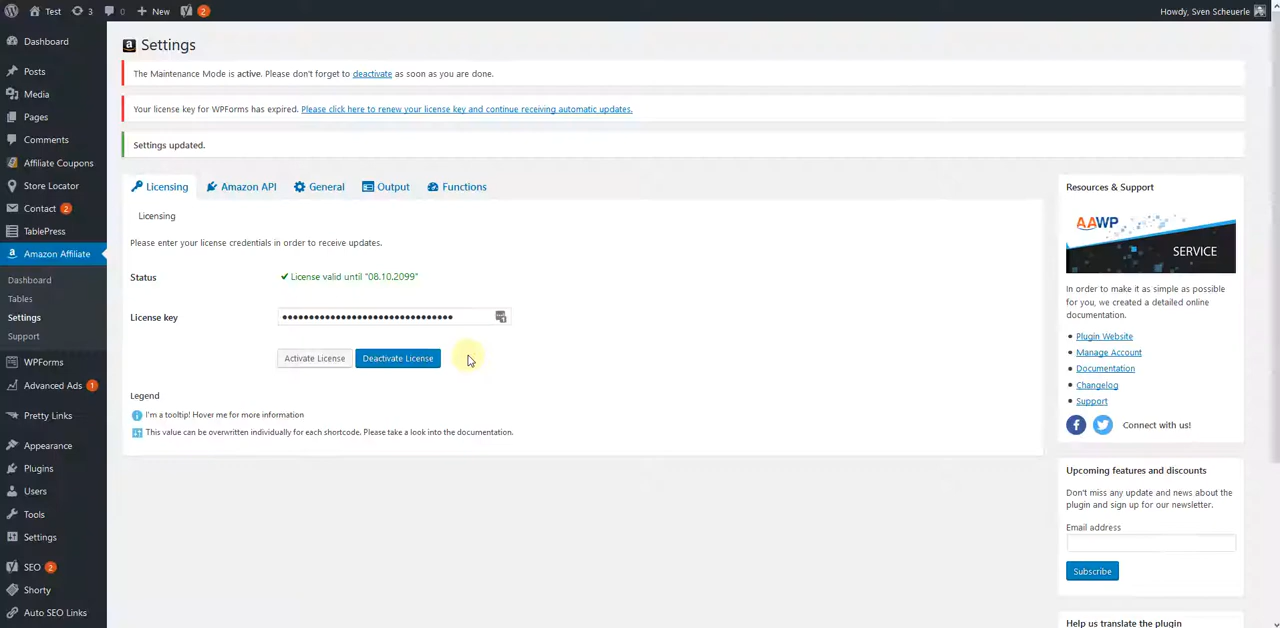 Test 3 0 New 2
Howdy, Sven Scheuerle
Dashboard
Posts
Media
Pages
Comments
Affiliate Coupons
Store Locator
Contact 2
TablePress
Amazon Affiliate
Dashboard
Tables
Settings
Support
WPForms
Advanced Ads 1
Pretty Links
Appearance
Plugins
Users
Tools
Settings
SEO 2
Shorty
Auto SEO Links
Settings
The Maintenance Mode is active. Please don't forget to deactivate as soon as you are done.
Your license key for WPForms has expired. Please click here to renew your license key and continue receiving automatic updates.
Settings updated.
Licensing Amazon API General Output Functions
Licensing
Please enter your license credentials in order to receive updates.
Status ✔ License valid until "08.10.2099"
License key ••••••••••••••••••••••••••••••••
Activate License Deactivate License
Legend
I'm a tooltip! Hover me for more information
This value can be overwritten individually for each shortcode. Please take a look into the documentation.
Resources & Support
AAWP
SERVICE
In order to make it as simple as possible
for you, we created a detailed online
documentation.
Plugin Website
Manage Account
Documentation
Changelog
Support
Connect with us!
Upcoming features and discounts
Don't miss any update and news about the
plugin and sign up for our newsletter.
Email address
Subscribe
Help us translate the plugin